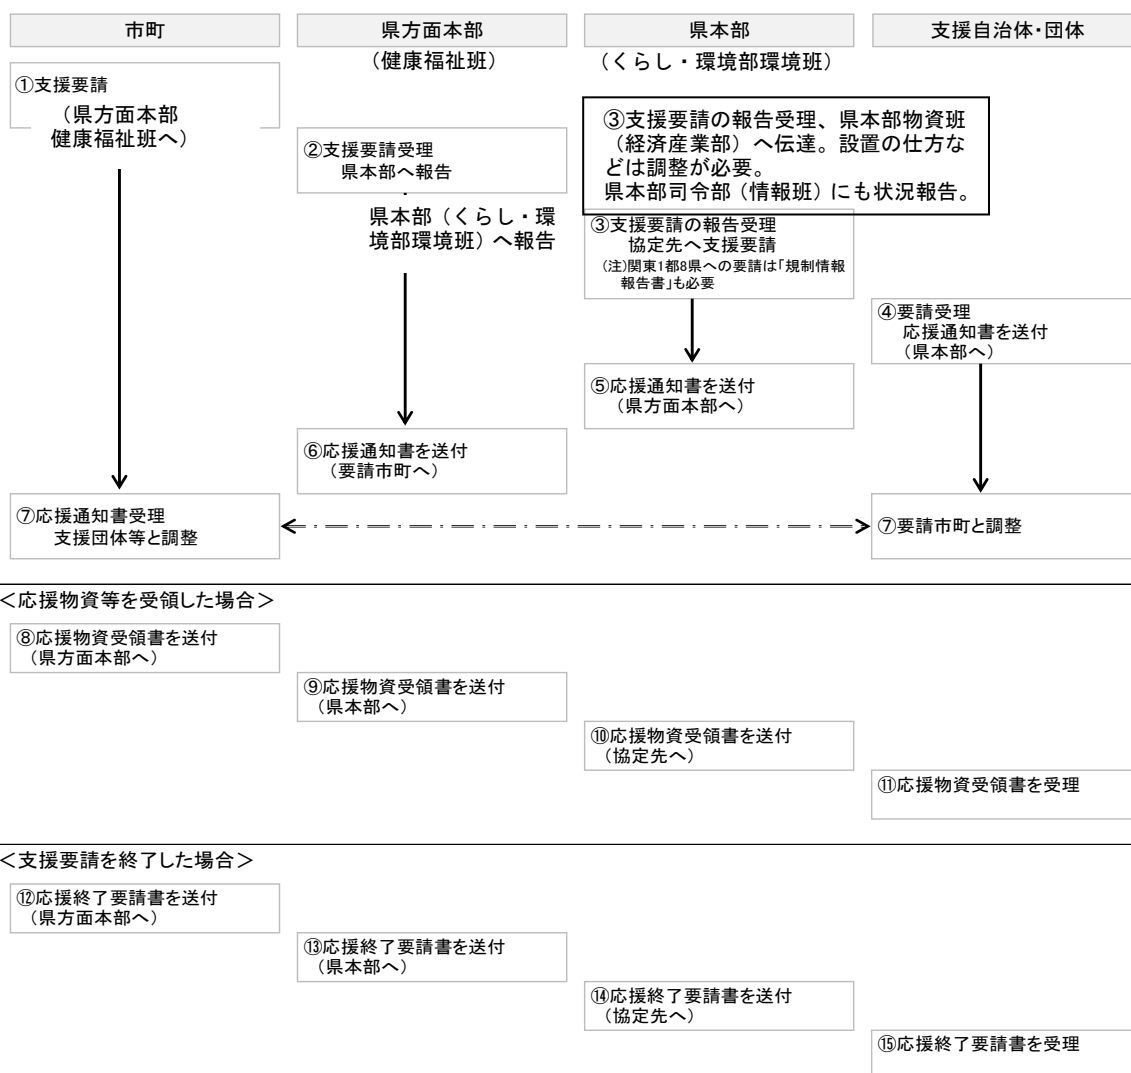 市町
県方面本部
県本部
支援自治体・団体
（健康福祉班）
（くらし・環境部環境班）
①支援要請
（県方面本部
健康福祉班へ）
②支援要請受理
県本部へ報告
県本部（くらし・環
境部環境班）へ報告
③支援要請の報告受理、県本部物資班
（経済産業部）へ伝達。設置の仕方な
どは調整が必要。
県本部司令部（情報班）にも状況報告。
③支援要請の報告受理
協定先へ支援要請
（注）関東1都8県への要請は「規制情報
報告書」も必要
④要請受理
応援通知書を送付
（県本部へ）
⑤応援通知書を送付
（県方面本部へ）
⑥応援通知書を送付
（要請市町へ）
⑦応援通知書受理
支援団体等と調整
⑦要請市町と調整
＜応援物資等を受領した場合＞
⑧応援物資受領書を送付
（県方面本部へ）
⑨応援物資受領書を送付
（県本部へ）
⑩応援物資受領書を送付
（協定先へ）
⑪応援物資受領書を受理
＜支援要請を終了した場合＞
⑫応援終了要請書を送付
（県方面本部へ）
⑬応援終了要請書を送付
（県本部へ）
⑭応援終了要請書を送付
（協定先へ）
⑮応援終了要請書を受理